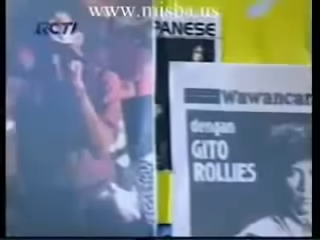 www.misba.us
RCTI
PANESE
Wawancar
dengan
GITO
ROLLIES